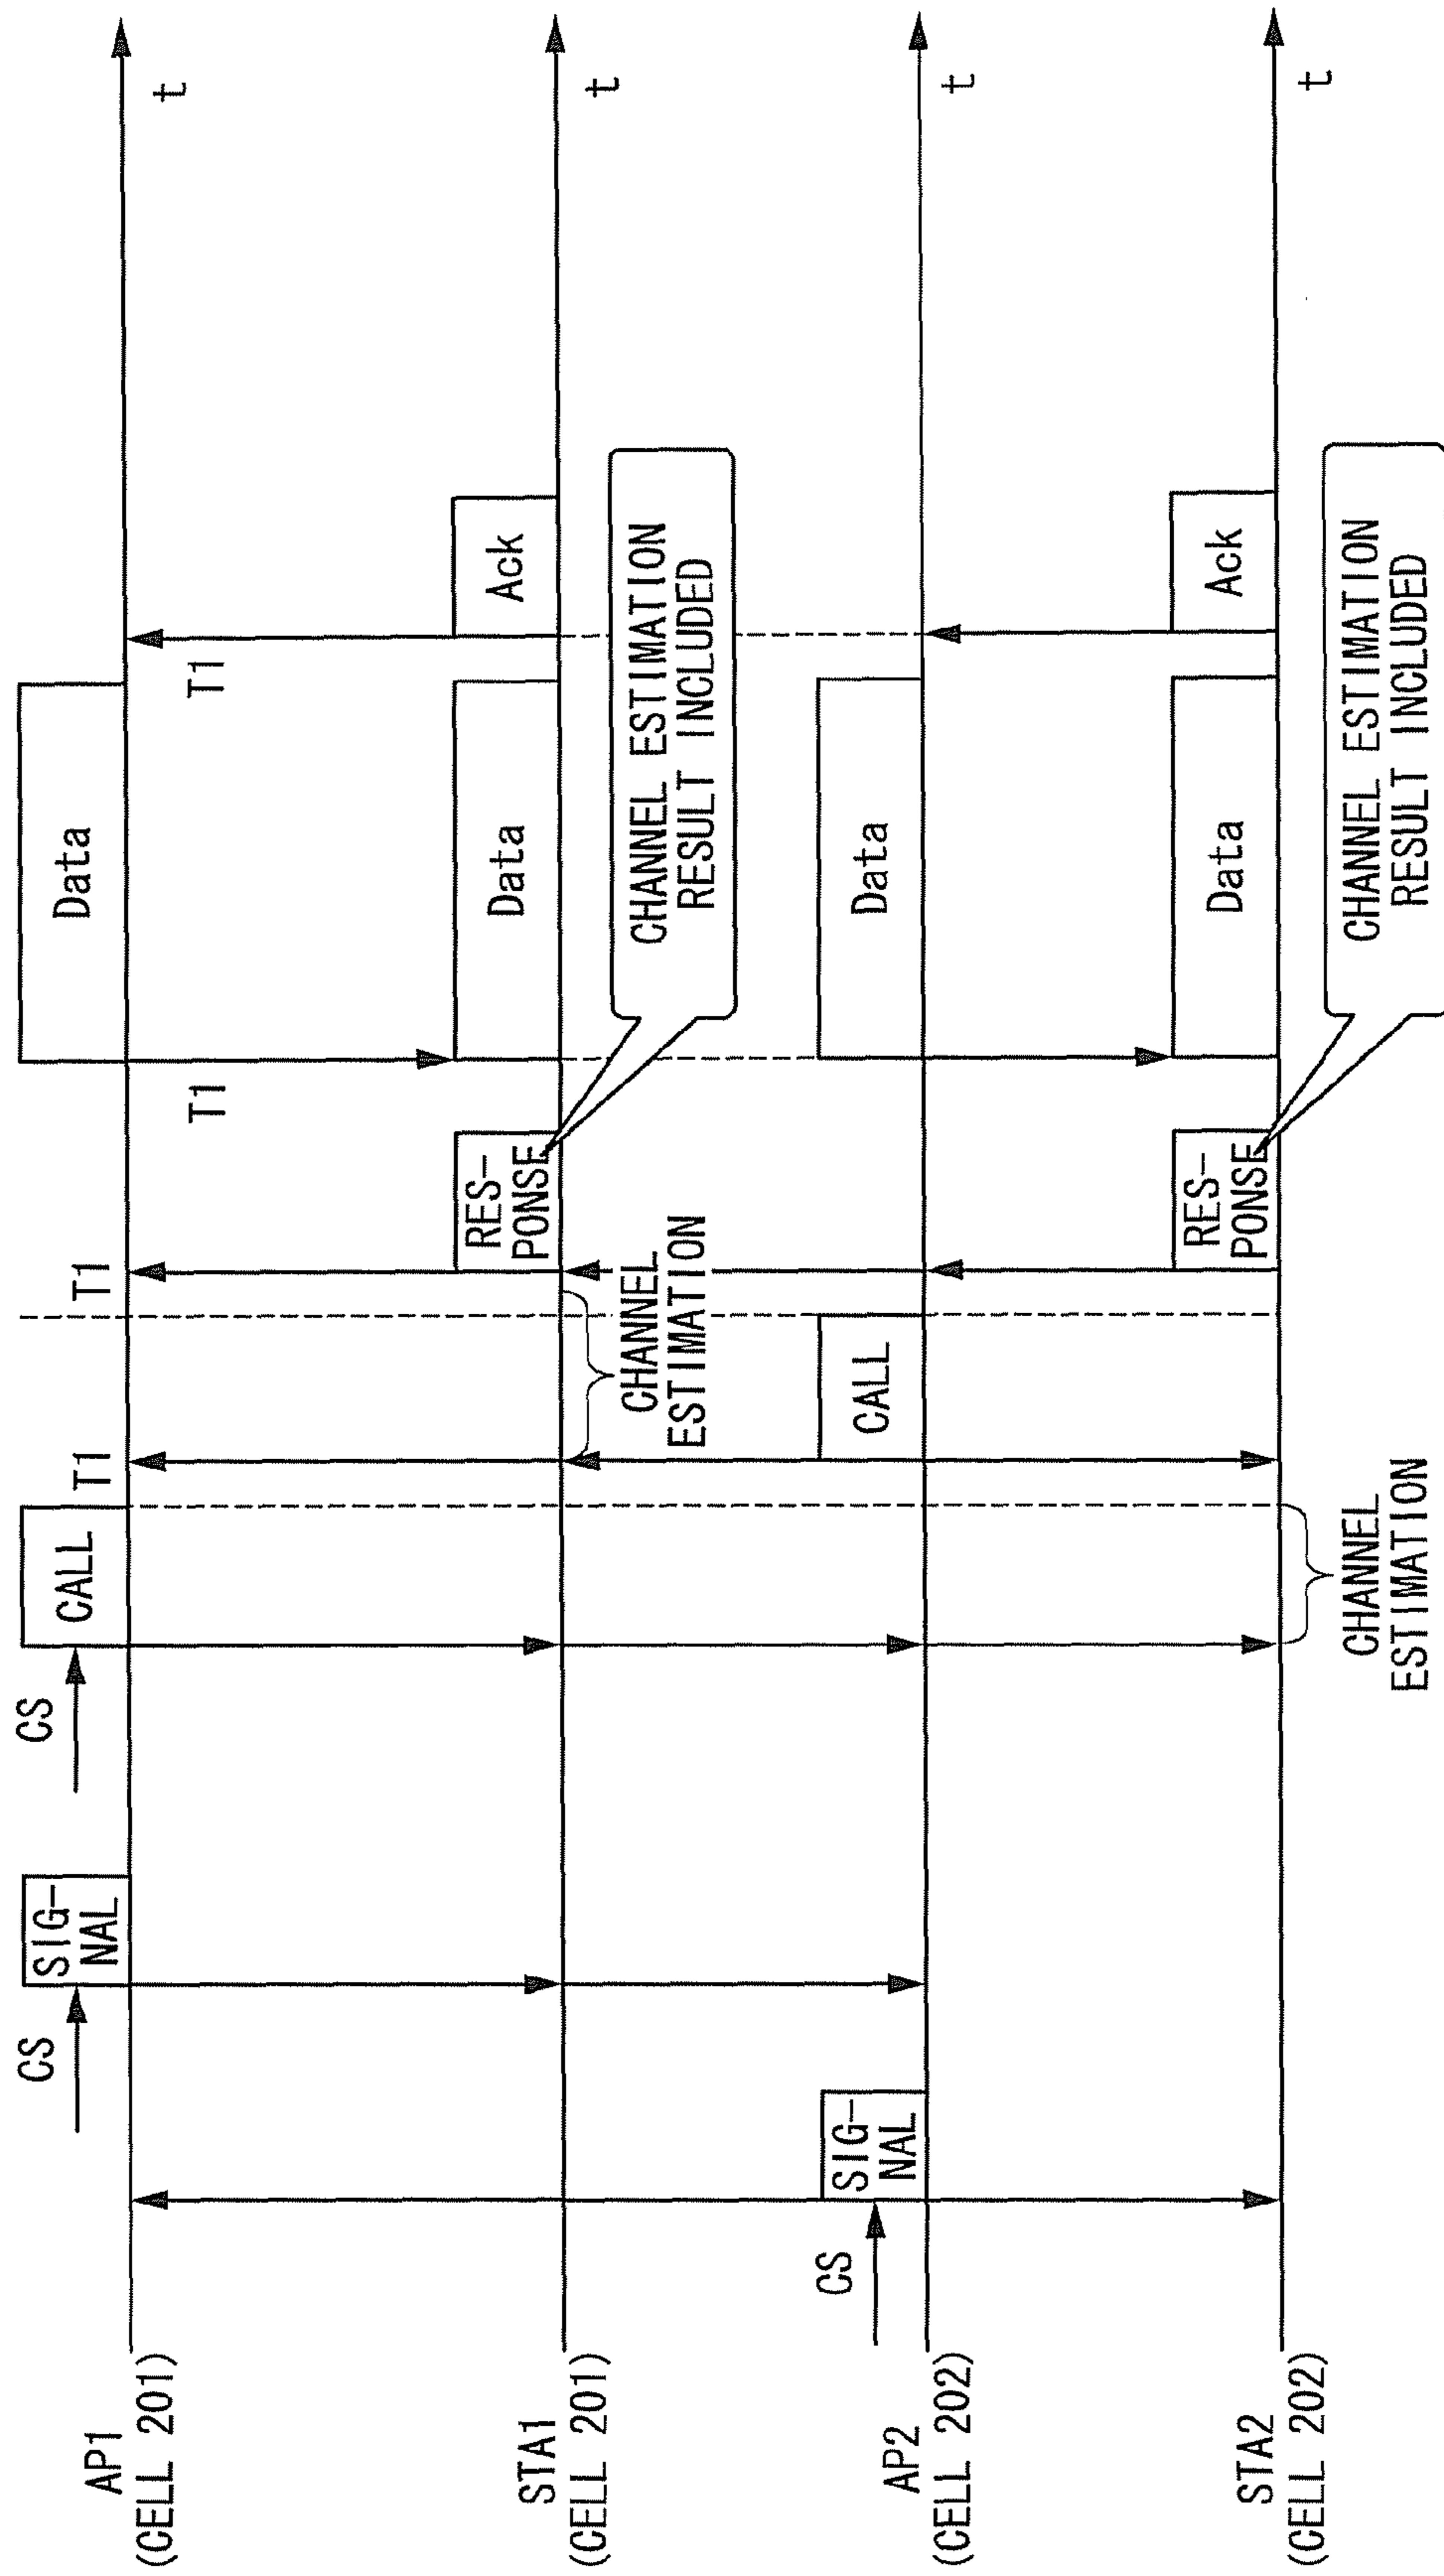 AP1
(CELL 201)
CS
SIG-
NAL
CS
CALL
T1
T1
T1
Data
T1
t
STA1
(CELL 201)
CHANNEL
ESTIMATION
RES-
PONSE
CHANNEL ESTIMATION
RESULT INCLUDED
Data
Ack
t
AP2
(CELL 202)
CS
SIG-
NAL
CALL
Data
t
STA2
(CELL 202)
CHANNEL
ESTIMATION
RES-
PONSE
CHANNEL ESTIMATION
RESULT INCLUDED
Data
Ack
t